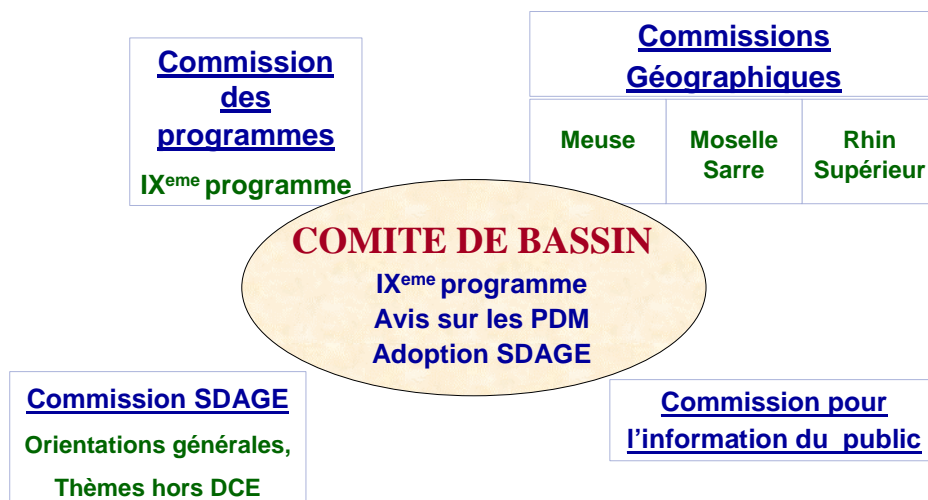 Commission
des
programmes
IXeme programme
Commissions
Géographiques
Meuse
Moselle
Sarre
Rhin
Supérieur
COMITE DE BASSIN
IXeme programme
Avis sur les PDM
Adoption SDAGE
Commission SDAGE
Orientations générales,
Thèmes hors DCE
Commission pour
l’information du public